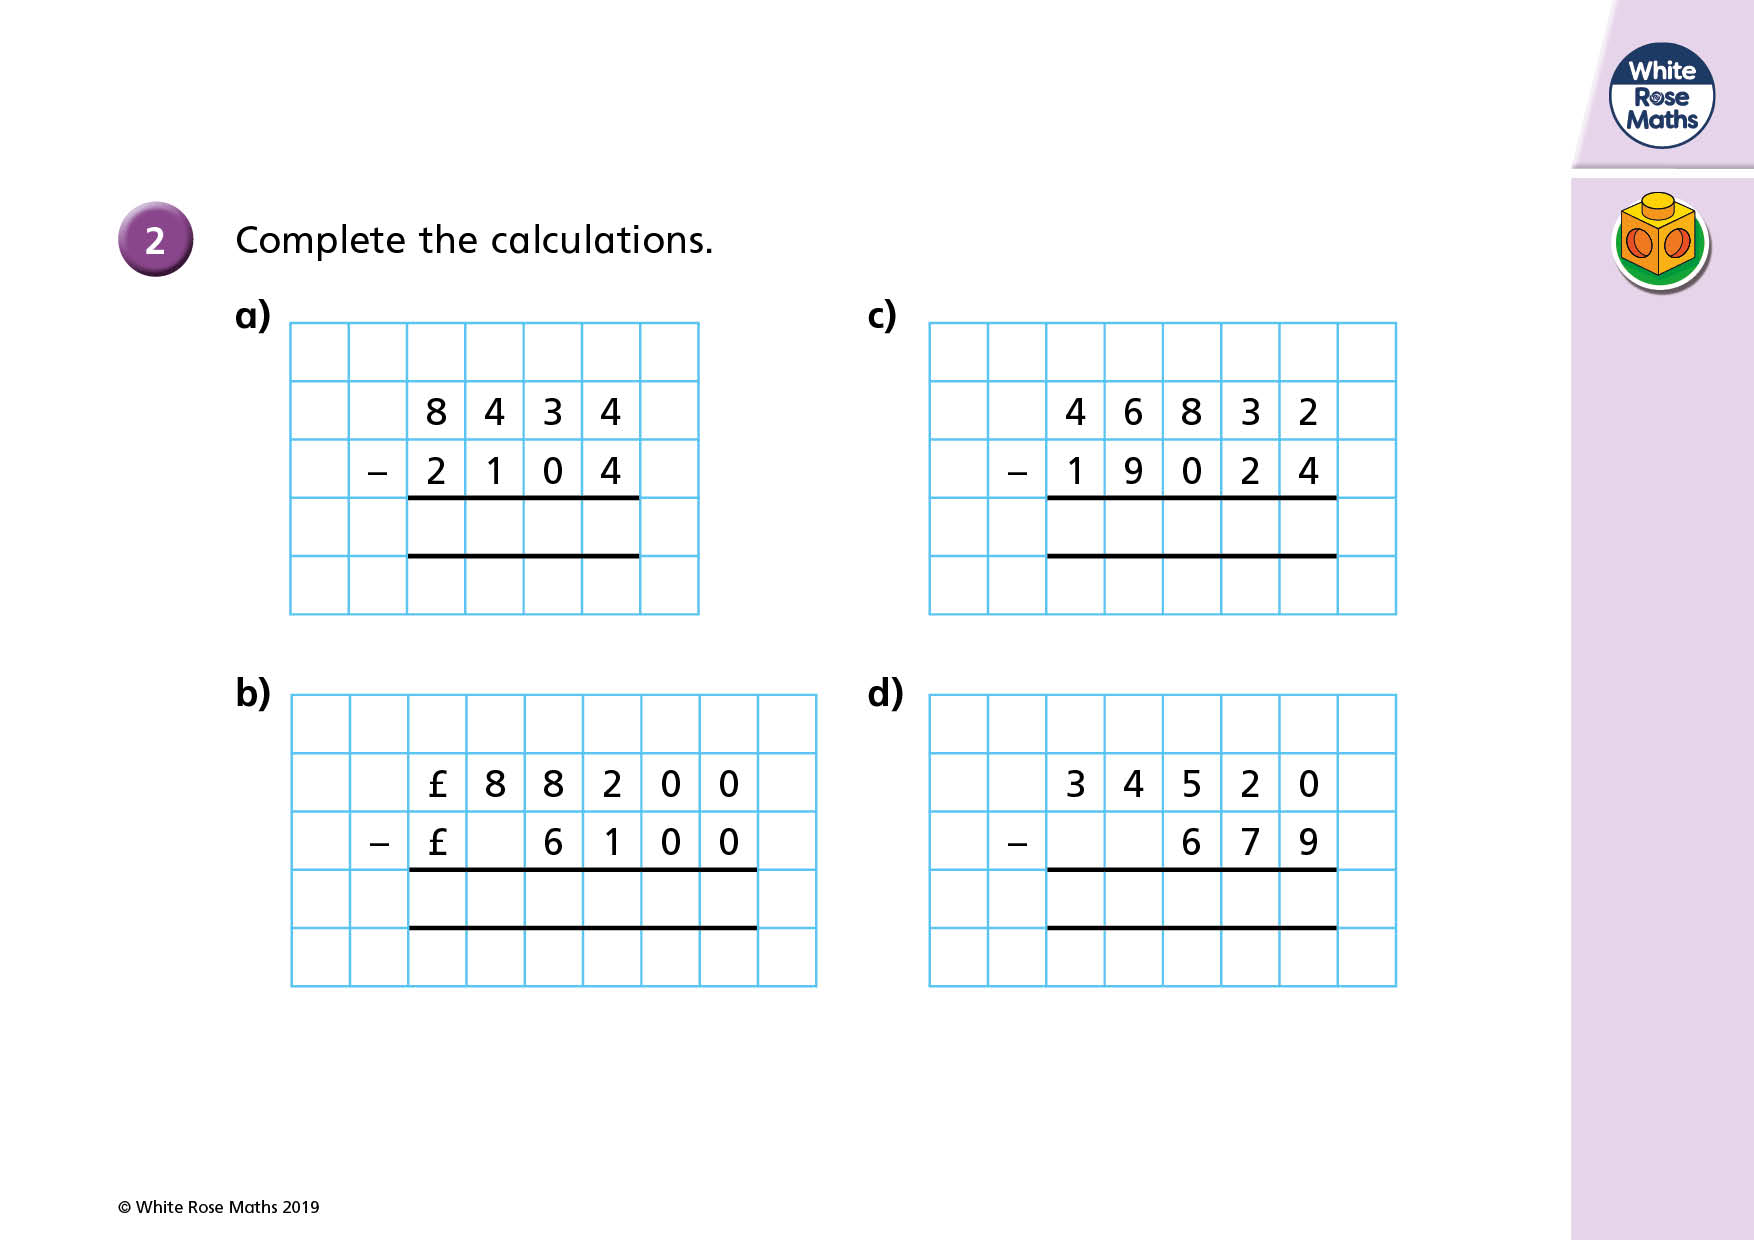 White
Rose
Maths
2 Complete the calculations.
a)
8 4 3 4
– 2 1 0 4
c)
4 6 8 3 2
– 1 9 0 2 4
b)
£ 8 8 2 0 0
– £ 6 1 0 0
d)
3 4 5 2 0
– 6 7 9
© White Rose Maths 2019